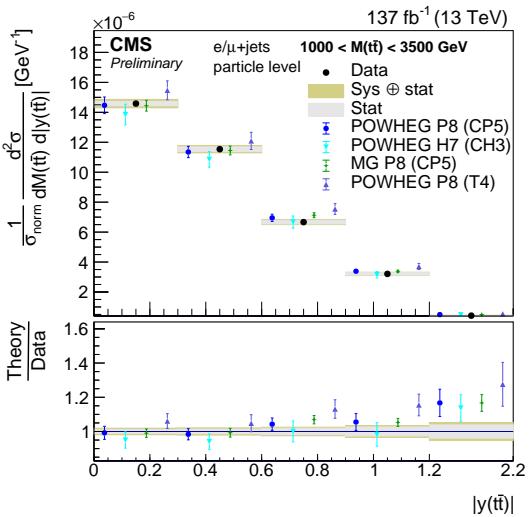 ×10⁻⁶
137 fb⁻¹ (13 TeV)
CMS
Preliminary
e/μ+jets
particle level
1000 < M(tt̄) < 3500 GeV
Data
Sys ⊕ stat
Stat
POWHEG P8 (CP5)
POWHEG H7 (CH3)
MG P8 (CP5)
POWHEG P8 (T4)
1/σ_norm d²σ/dM(tt̄) d|y(tt̄)| [GeV⁻¹]
16
14
12
10
8
6
4
2
Theory
Data
1.6
1.4
1.2
1.0
0.8
0 0.2 0.4 0.6 0.8 1 1.2 2.2
|y(tt̄)|